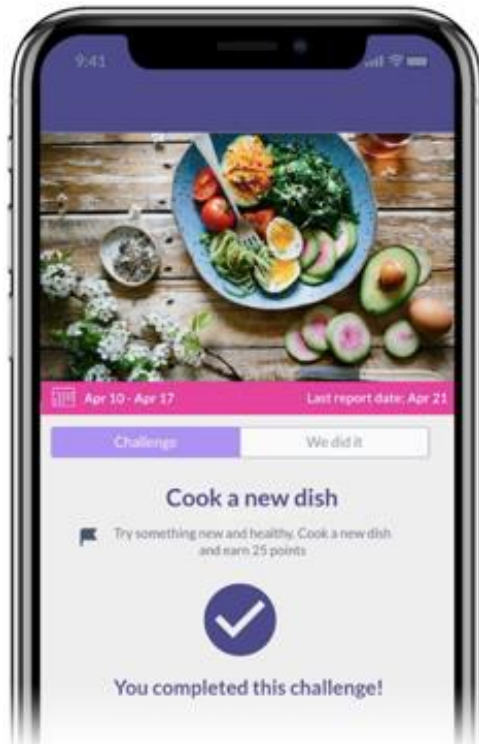 9:41
Apr 10 - Apr 17
Last report date: Apr 21
Challenge
We did it
Cook a new dish
Try something new and healthy. Cook a new dish
and earn 25 points
You completed this challenge!